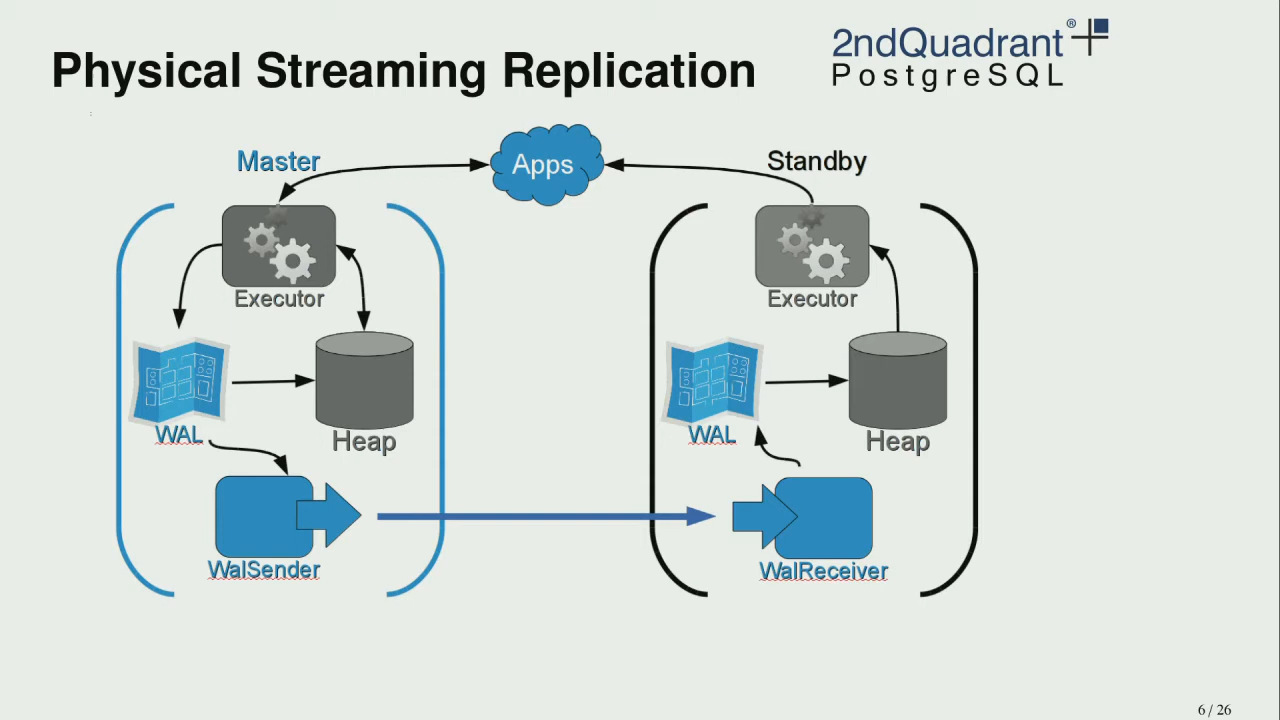 Physical Streaming Replication
2ndQuadrant®
PostgreSQL
Master
Apps
Standby
Executor
Executor
WAL
Heap
WAL
Heap
WalSender
WalReceiver
6 / 26